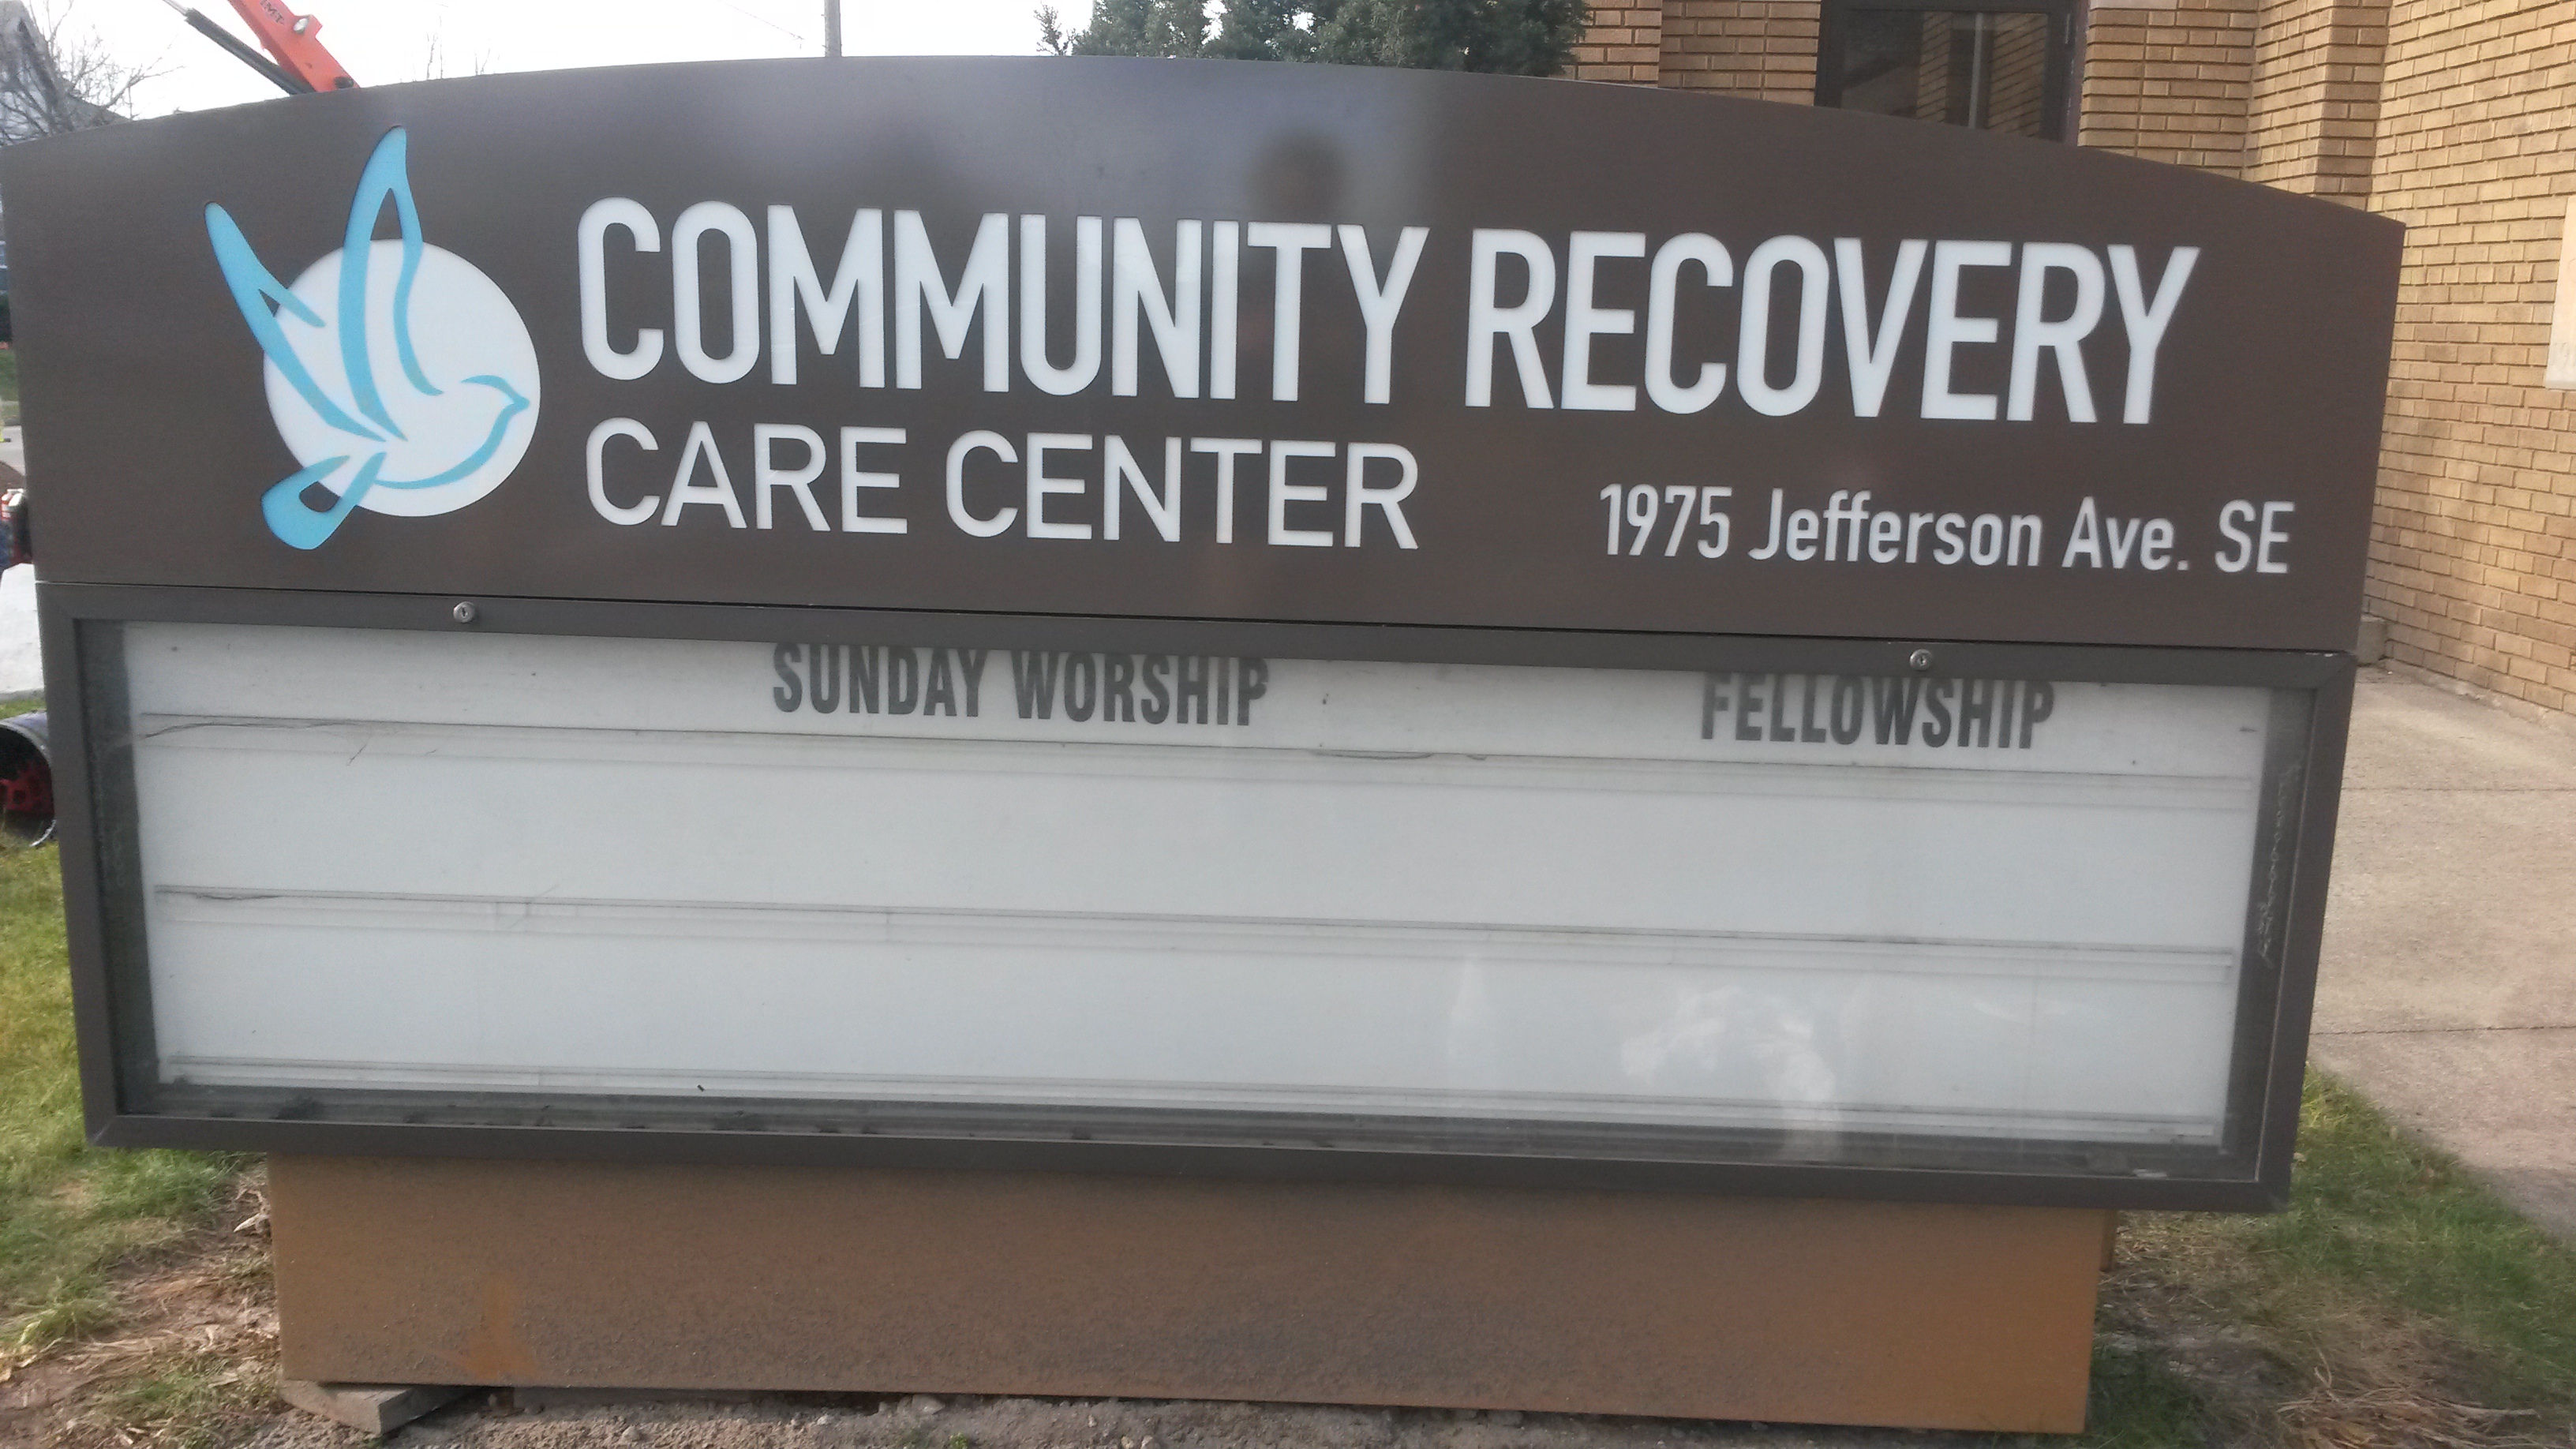 COMMUNITY RECOVERY
CARE CENTER
1975 Jefferson Ave. SE
SUNDAY WORSHIP FELLOWSHIP